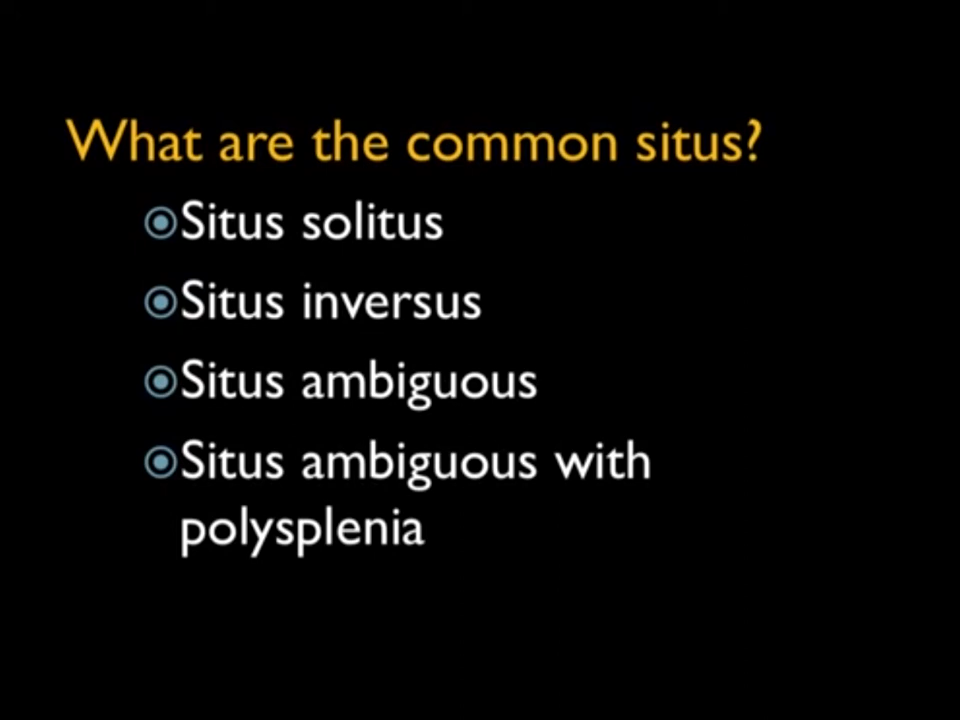 What are the common situs?
Situs solitus
Situs inversus
Situs ambiguous
Situs ambiguous with
polysplenia